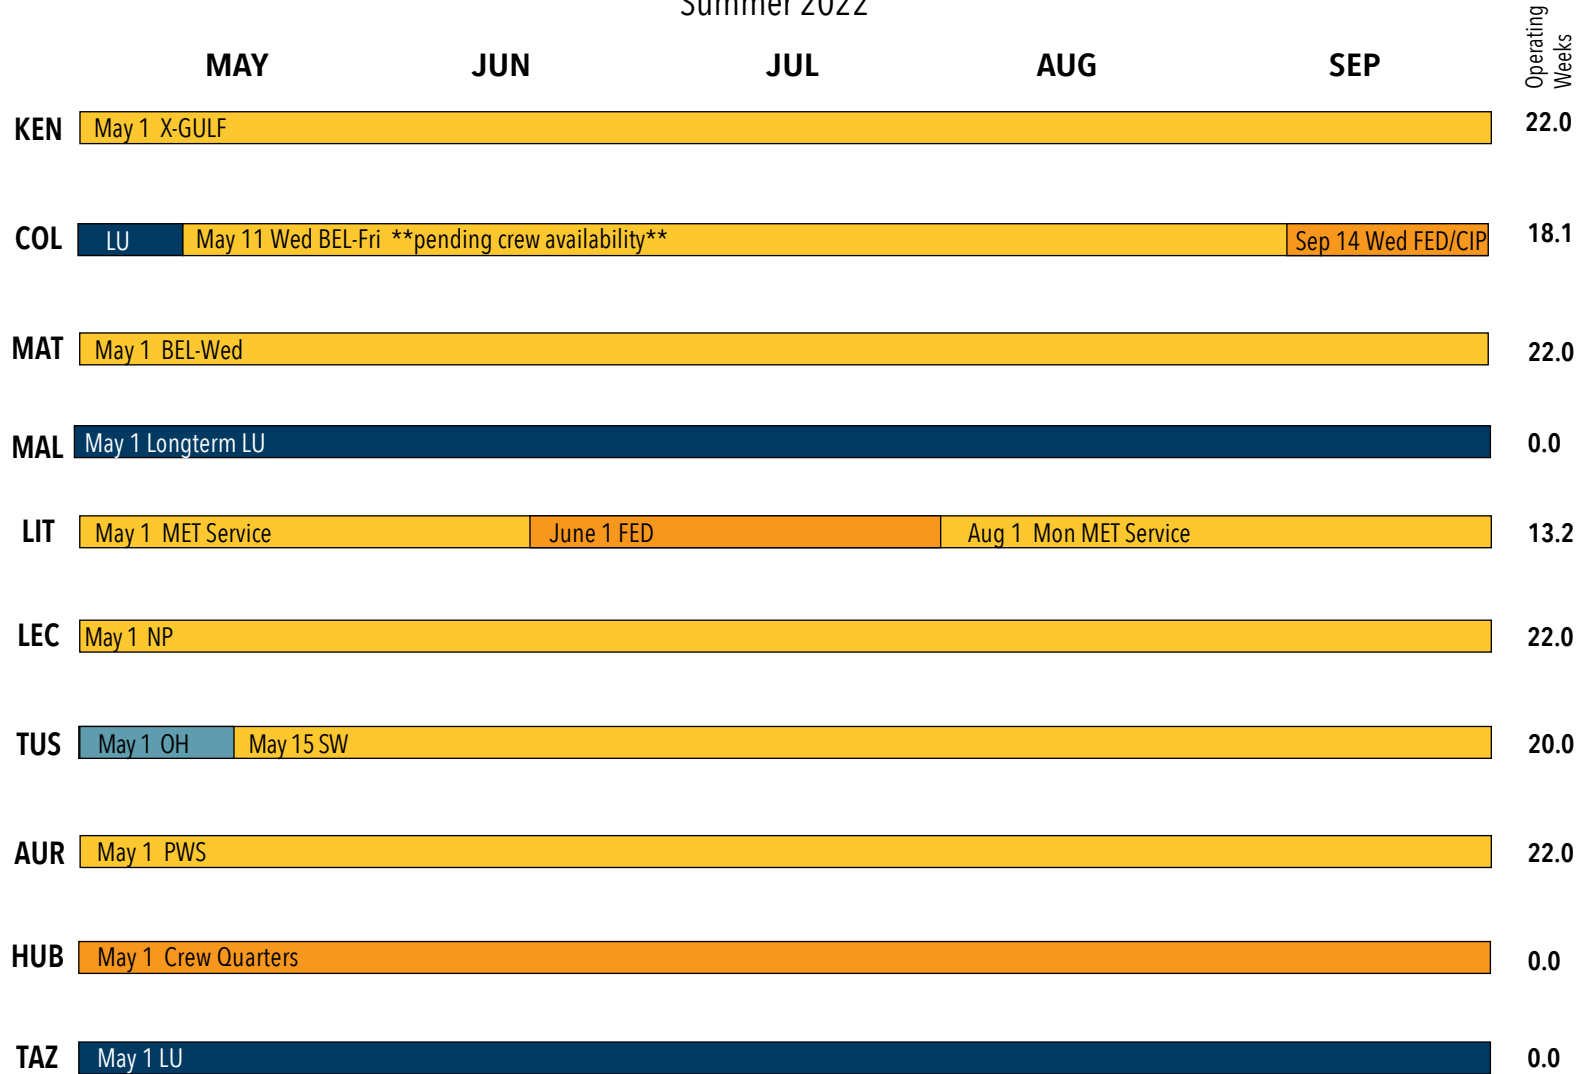 Summer 2022
Operating
Weeks
MAY JUN JUL AUG SEP
KEN May 1 X-GULF 22.0
COL LU May 11 Wed BEL-Fri **pending crew availability** Sep 14 Wed FED/CIP 18.1
MAT May 1 BEL-Wed 22.0
MAL May 1 Longterm LU 0.0
LIT May 1 MET Service June 1 FED Aug 1 Mon MET Service 13.2
LEC May 1 NP 22.0
TUS May 1 OH May 15 SW 20.0
AUR May 1 PWS 22.0
HUB May 1 Crew Quarters 0.0
TAZ May 1 LU 0.0